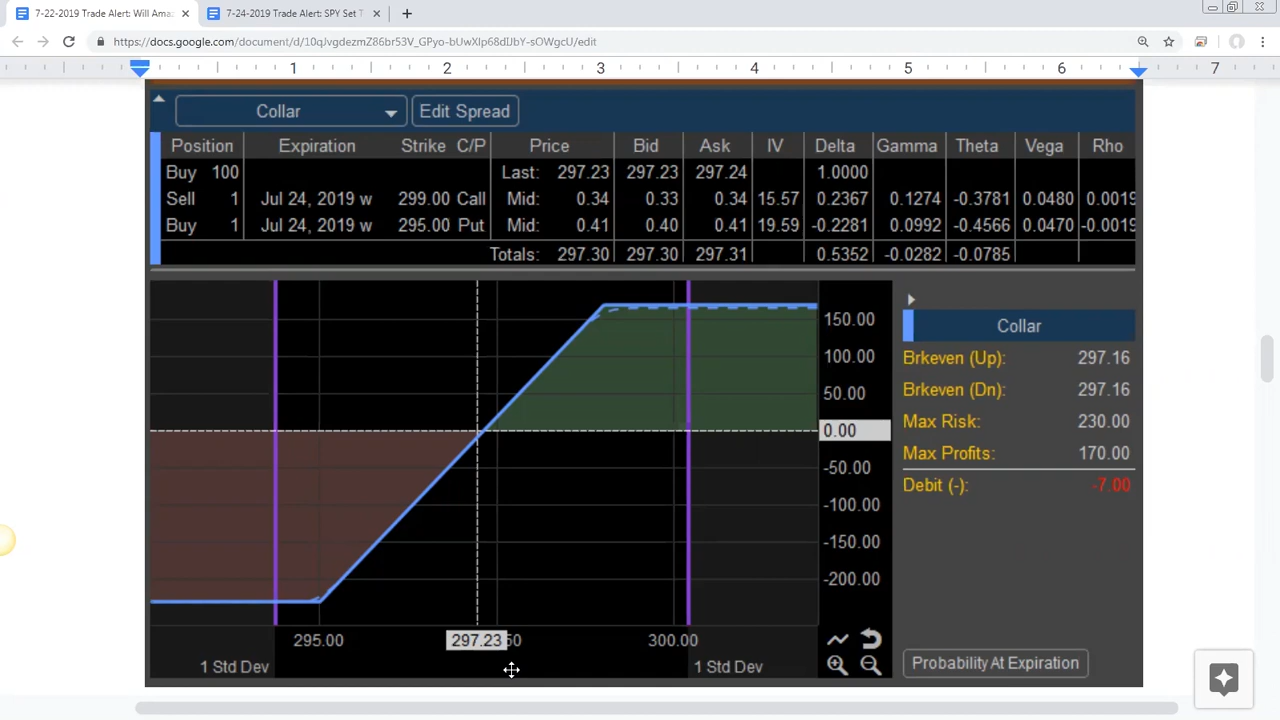 7-22-2019 Trade Alert: Will Ama
7-24-2019 Trade Alert: SPY Set T
https://docs.google.com/document/d/10qJvgdezmZ86br53V_GPyo-bUwXlp68dIJbY-sOWgcU/edit
1 2 3 4 5 6 7
Collar Edit Spread
Position Expiration Strike C/P Price Bid Ask IV Delta Gamma Theta Vega Rho
Buy 100 Last: 297.23 297.23 297.24 1.0000
Sell 1 Jul 24, 2019 w 299.00 Call Mid: 0.34 0.33 0.34 15.57 0.2367 0.1274 -0.3781 0.0480 0.0019
Buy 1 Jul 24, 2019 w 295.00 Put Mid: 0.41 0.40 0.41 19.59 -0.2281 0.0992 -0.4566 0.0470 -0.0019
Totals: 297.30 297.30 297.31 0.5352 -0.0282 -0.0785
150.00
100.00
50.00
0.00
-50.00
-100.00
-150.00
-200.00
295.00 297.23 50 300.00
1 Std Dev 1 Std Dev
Collar
Brkeven (Up): 297.16
Brkeven (Dn): 297.16
Max Risk: 230.00
Max Profits: 170.00
Debit (-): -7.00
Probability At Expiration